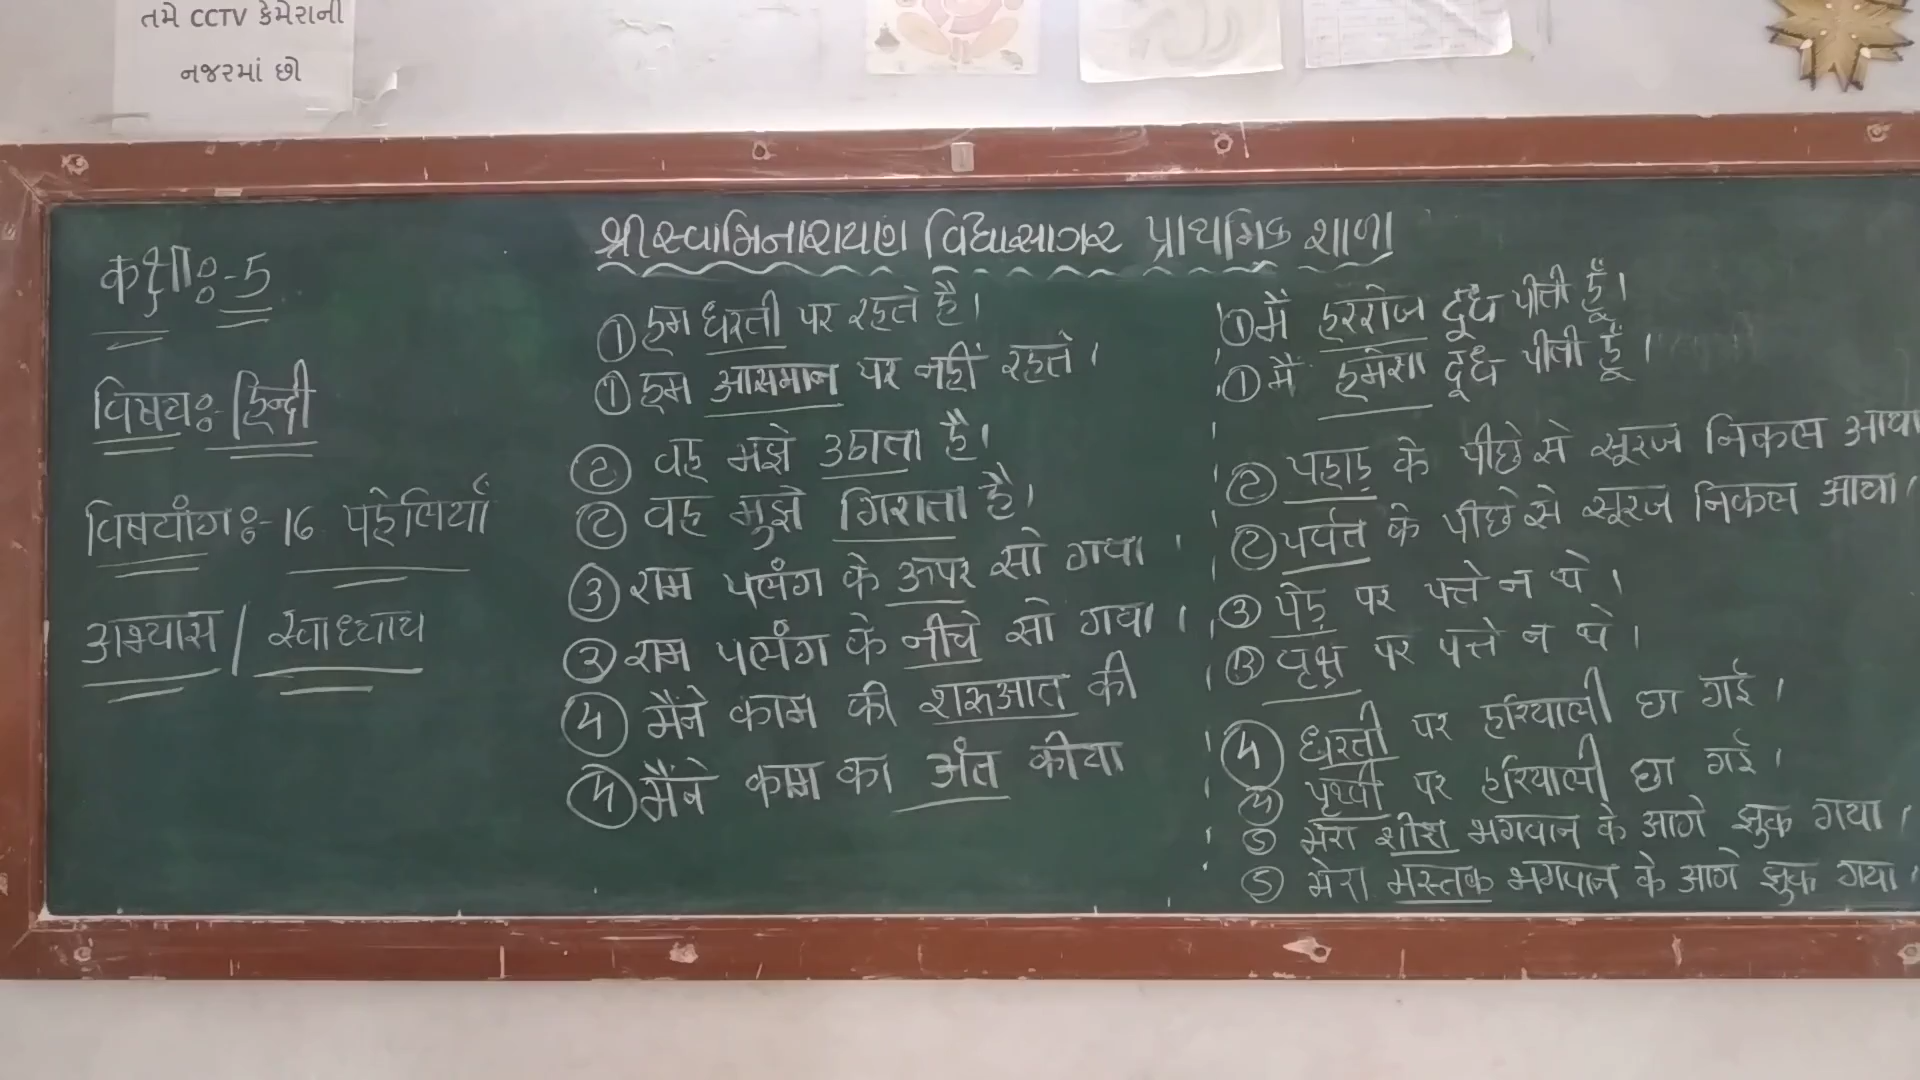 તમે CCTV કેમેરાની
નજરમાં છો
શ્રી સ્વામિનારાયણ વિદ્યાસાગર પ્રાથમિક શાળા
कक्षा:-5
विषय:- हिन्दी
विषयांग:-16 पहेलियाँ
अभ्यास / स्वाध्याय
① हम धरती पर रहते है।
① हम आसमान पर नहीं रहते।
② वह मुझे उठाता है।
② वह मुझे गिराता है।
③ राम पलंग के ऊपर सो गया।
③ राम पलंग के नीचे सो गया।
④ मैंने काम की शरुआत की
④ मैंने काम का अंत कीया
① मैं हररोज दूध पीती हूँ।
① मैं हमेशा दूध पीती हूँ।
② पहाड़ के पीछे से सूरज निकल आया
② पर्वत के पीछे से सूरज निकल आया।
③ पेड़ पर पत्ते न थे।
③ वृक्ष पर पत्ते न थे।
④ धरती पर हरियाली छा गई।
④ पृथ्वी पर हरियाली छा गई।
⑤ मेरा शीश भगवान के आगे झुक गया।
⑤ मेरा मस्तक भगवान के आगे झुक गया।